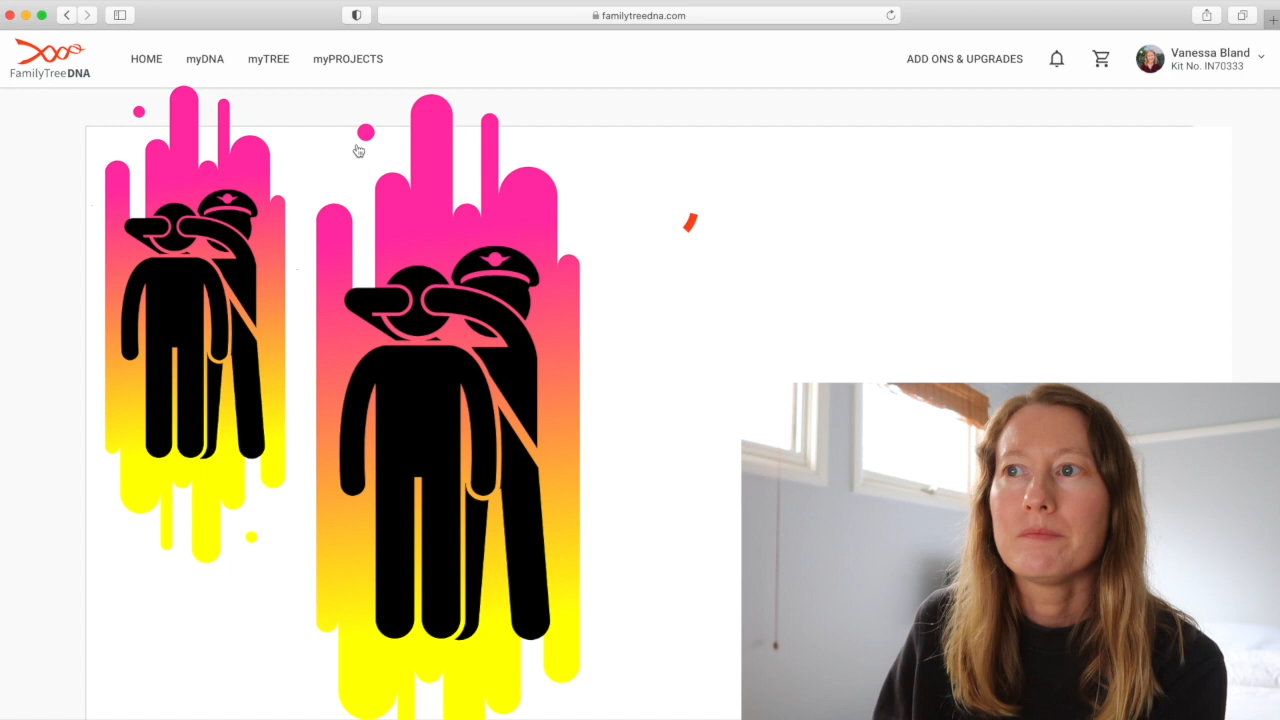 familytreedna.com
FamilyTreeDNA
HOME myDNA myTREE myPROJECTS
ADD ONS & UPGRADES
Vanessa Bland
Kit No. IN70333